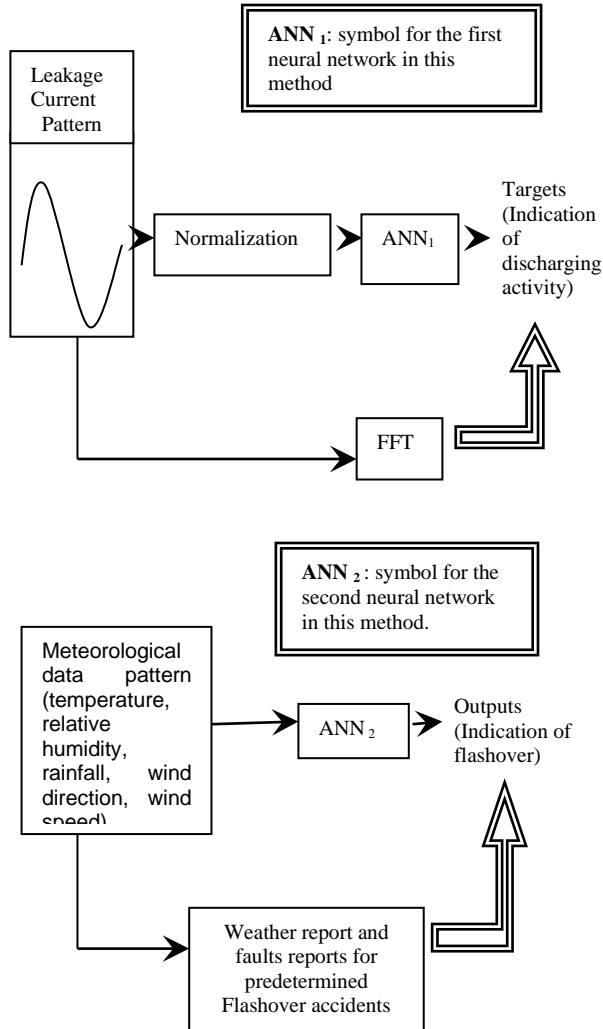 ANN 1: symbol for the first
neural network in this
method
Leakage
Current
Pattern
Normalization
ANN1
Targets
(Indication
of
discharging
activity)
FFT
ANN 2 : symbol for the
second neural network
in this method.
Meteorological
data pattern
(temperature,
relative
humidity,
rainfall, wind
direction, wind
speed)
ANN 2
Outputs
(Indication of
flashover)
Weather report and
faults reports for
predetermined
Flashover accidents